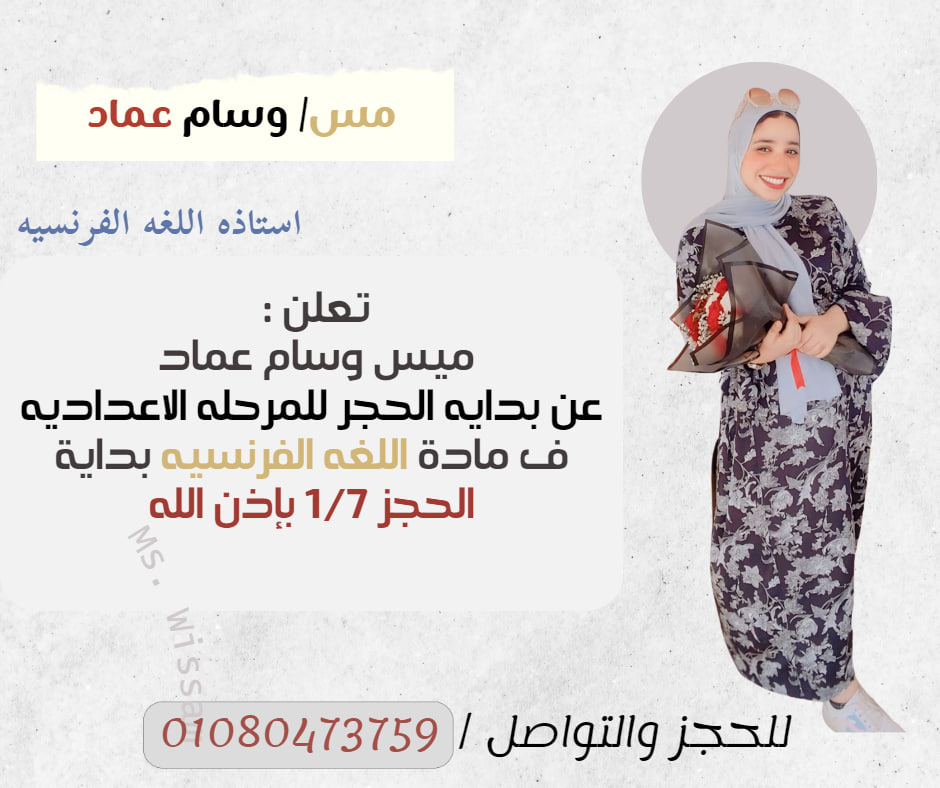 مس/ وسام عماد
استاذه اللغه الفرنسيه
تعلن :
ميس وسام عماد
عن بدايه الحجر للمرحله الاعداديه
ف مادة اللغه الفرنسيه بداية
الحجز 1/7 بإذن الله
Ms. Wissam
للحجز والتواصل / 01080473759